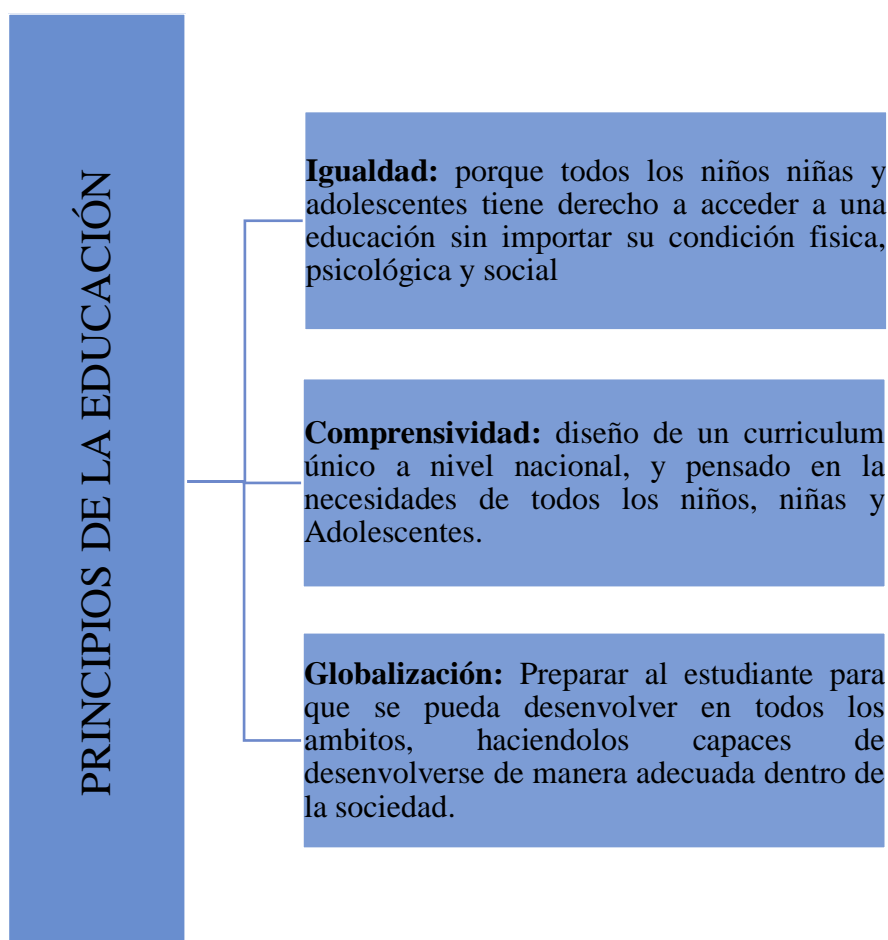 PRINCIPIOS DE LA EDUCACIÓN
Igualdad: porque todos los niños niñas y
adolescentes tiene derecho a acceder a una
educación sin importar su condición fisica,
psicológica y social
Comprensividad: diseño de un curriculum
único a nivel nacional, y pensado en la
necesidades de todos los niños, niñas y
Adolescentes.
Globalización: Preparar al estudiante para
que se pueda desenvolver en todos los
ambitos, haciendolos capaces de
desenvolverse de manera adecuada dentro de
la sociedad.